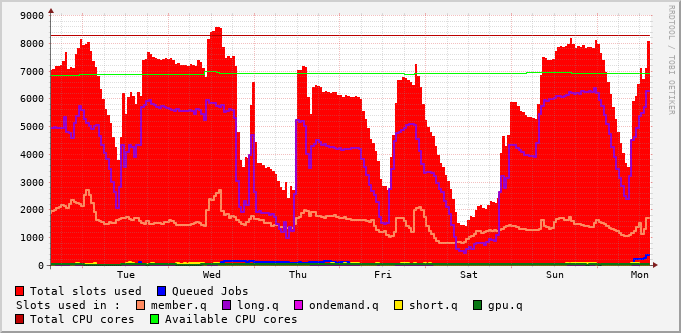 9000
8000
7000
6000
5000
4000
3000
2000
1000
0
Tue Wed Thu Fri Sat Sun Mon
RRDTOOL / TOBI OETIKER
Total slots used Queued Jobs
Slots used in : member.q long.q ondemand.q short.q gpu.q
Total CPU cores Available CPU cores